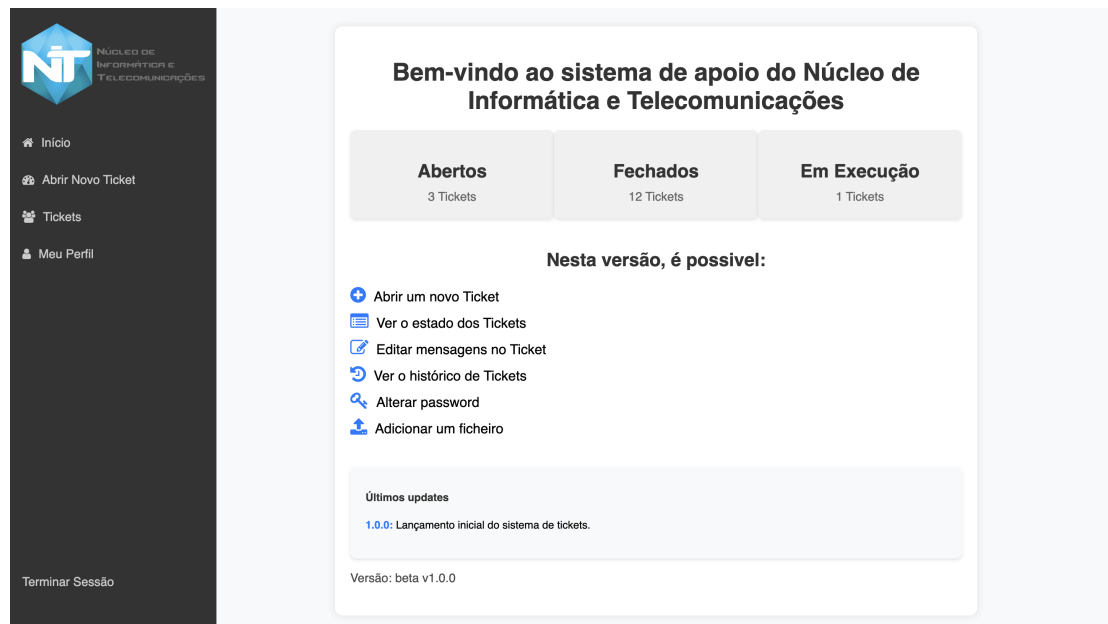 NIT
Núcleo de
Informática e
Telecomunicações
Início
Abrir Novo Ticket
Tickets
Meu Perfil
Terminar Sessão
Bem-vindo ao sistema de apoio do Núcleo de
Informática e Telecomunicações
Abertos
3 Tickets
Fechados
12 Tickets
Em Execução
1 Tickets
Nesta versão, é possivel:
Abrir um novo Ticket
Ver o estado dos Tickets
Editar mensagens no Ticket
Ver o histórico de Tickets
Alterar password
Adicionar um ficheiro
Últimos updates
1.0.0: Lançamento inicial do sistema de tickets.
Versão: beta v1.0.0